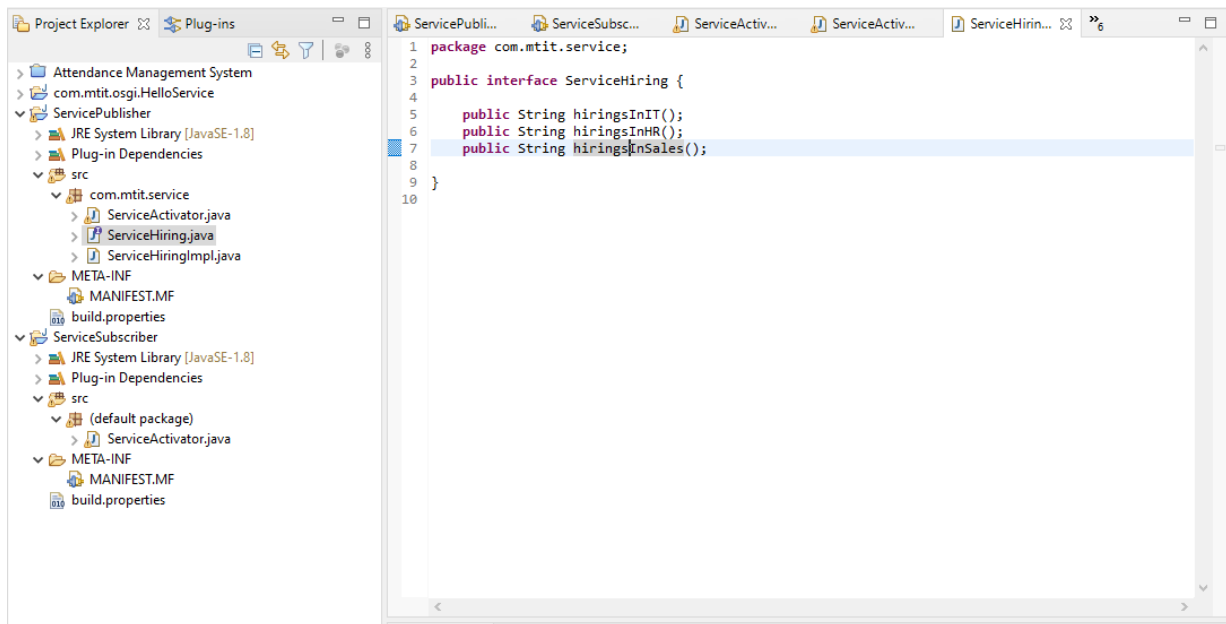 Project Explorer
Plug-ins
Attendance Management System
com.mtit.osgi.HelloService
ServicePublisher
JRE System Library [JavaSE-1.8]
Plug-in Dependencies
src
com.mtit.service
ServiceActivator.java
ServiceHiring.java
ServiceHiringImpl.java
META-INF
MANIFEST.MF
build.properties
ServiceSubscriber
JRE System Library [JavaSE-1.8]
Plug-in Dependencies
src
(default package)
ServiceActivator.java
META-INF
MANIFEST.MF
build.properties
ServicePubli...
ServiceSubsc...
ServiceActiv...
ServiceActiv...
ServiceHirin...
»6
1 package com.mtit.service;
2
3 public interface ServiceHiring {
4
5 public String hiringsInIT();
6 public String hiringsInHR();
7 public String hiringsInSales();
8
9 }
10